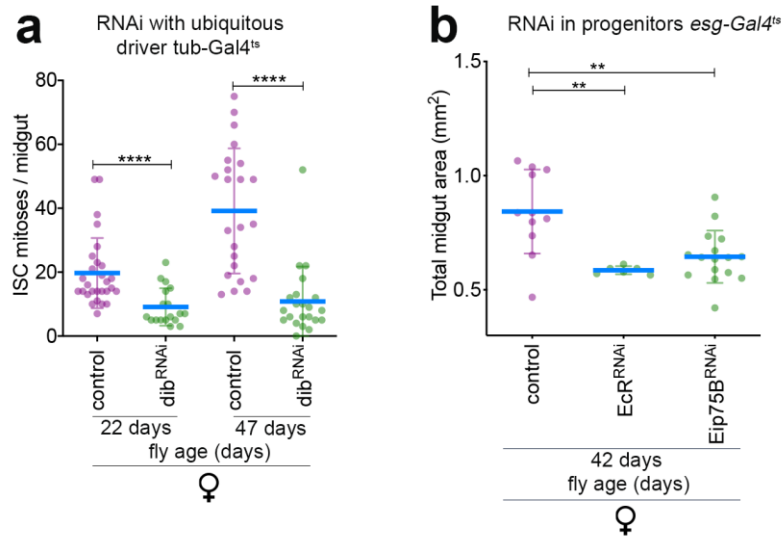 a
RNAi with ubiquitous
driver tub-Gal4ts
ISC mitoses / midgut
80
60
40
20
0
****
****
control
dibRNAi
control
dibRNAi
22 days
47 days
fly age (days)
♀
b
RNAi in progenitors esg-Gal4ts
Total midgut area (mm2)
1.5
1.0
0.5
**
**
control
EcRRNAi
Eip75BRNAi
42 days
fly age (days)
♀